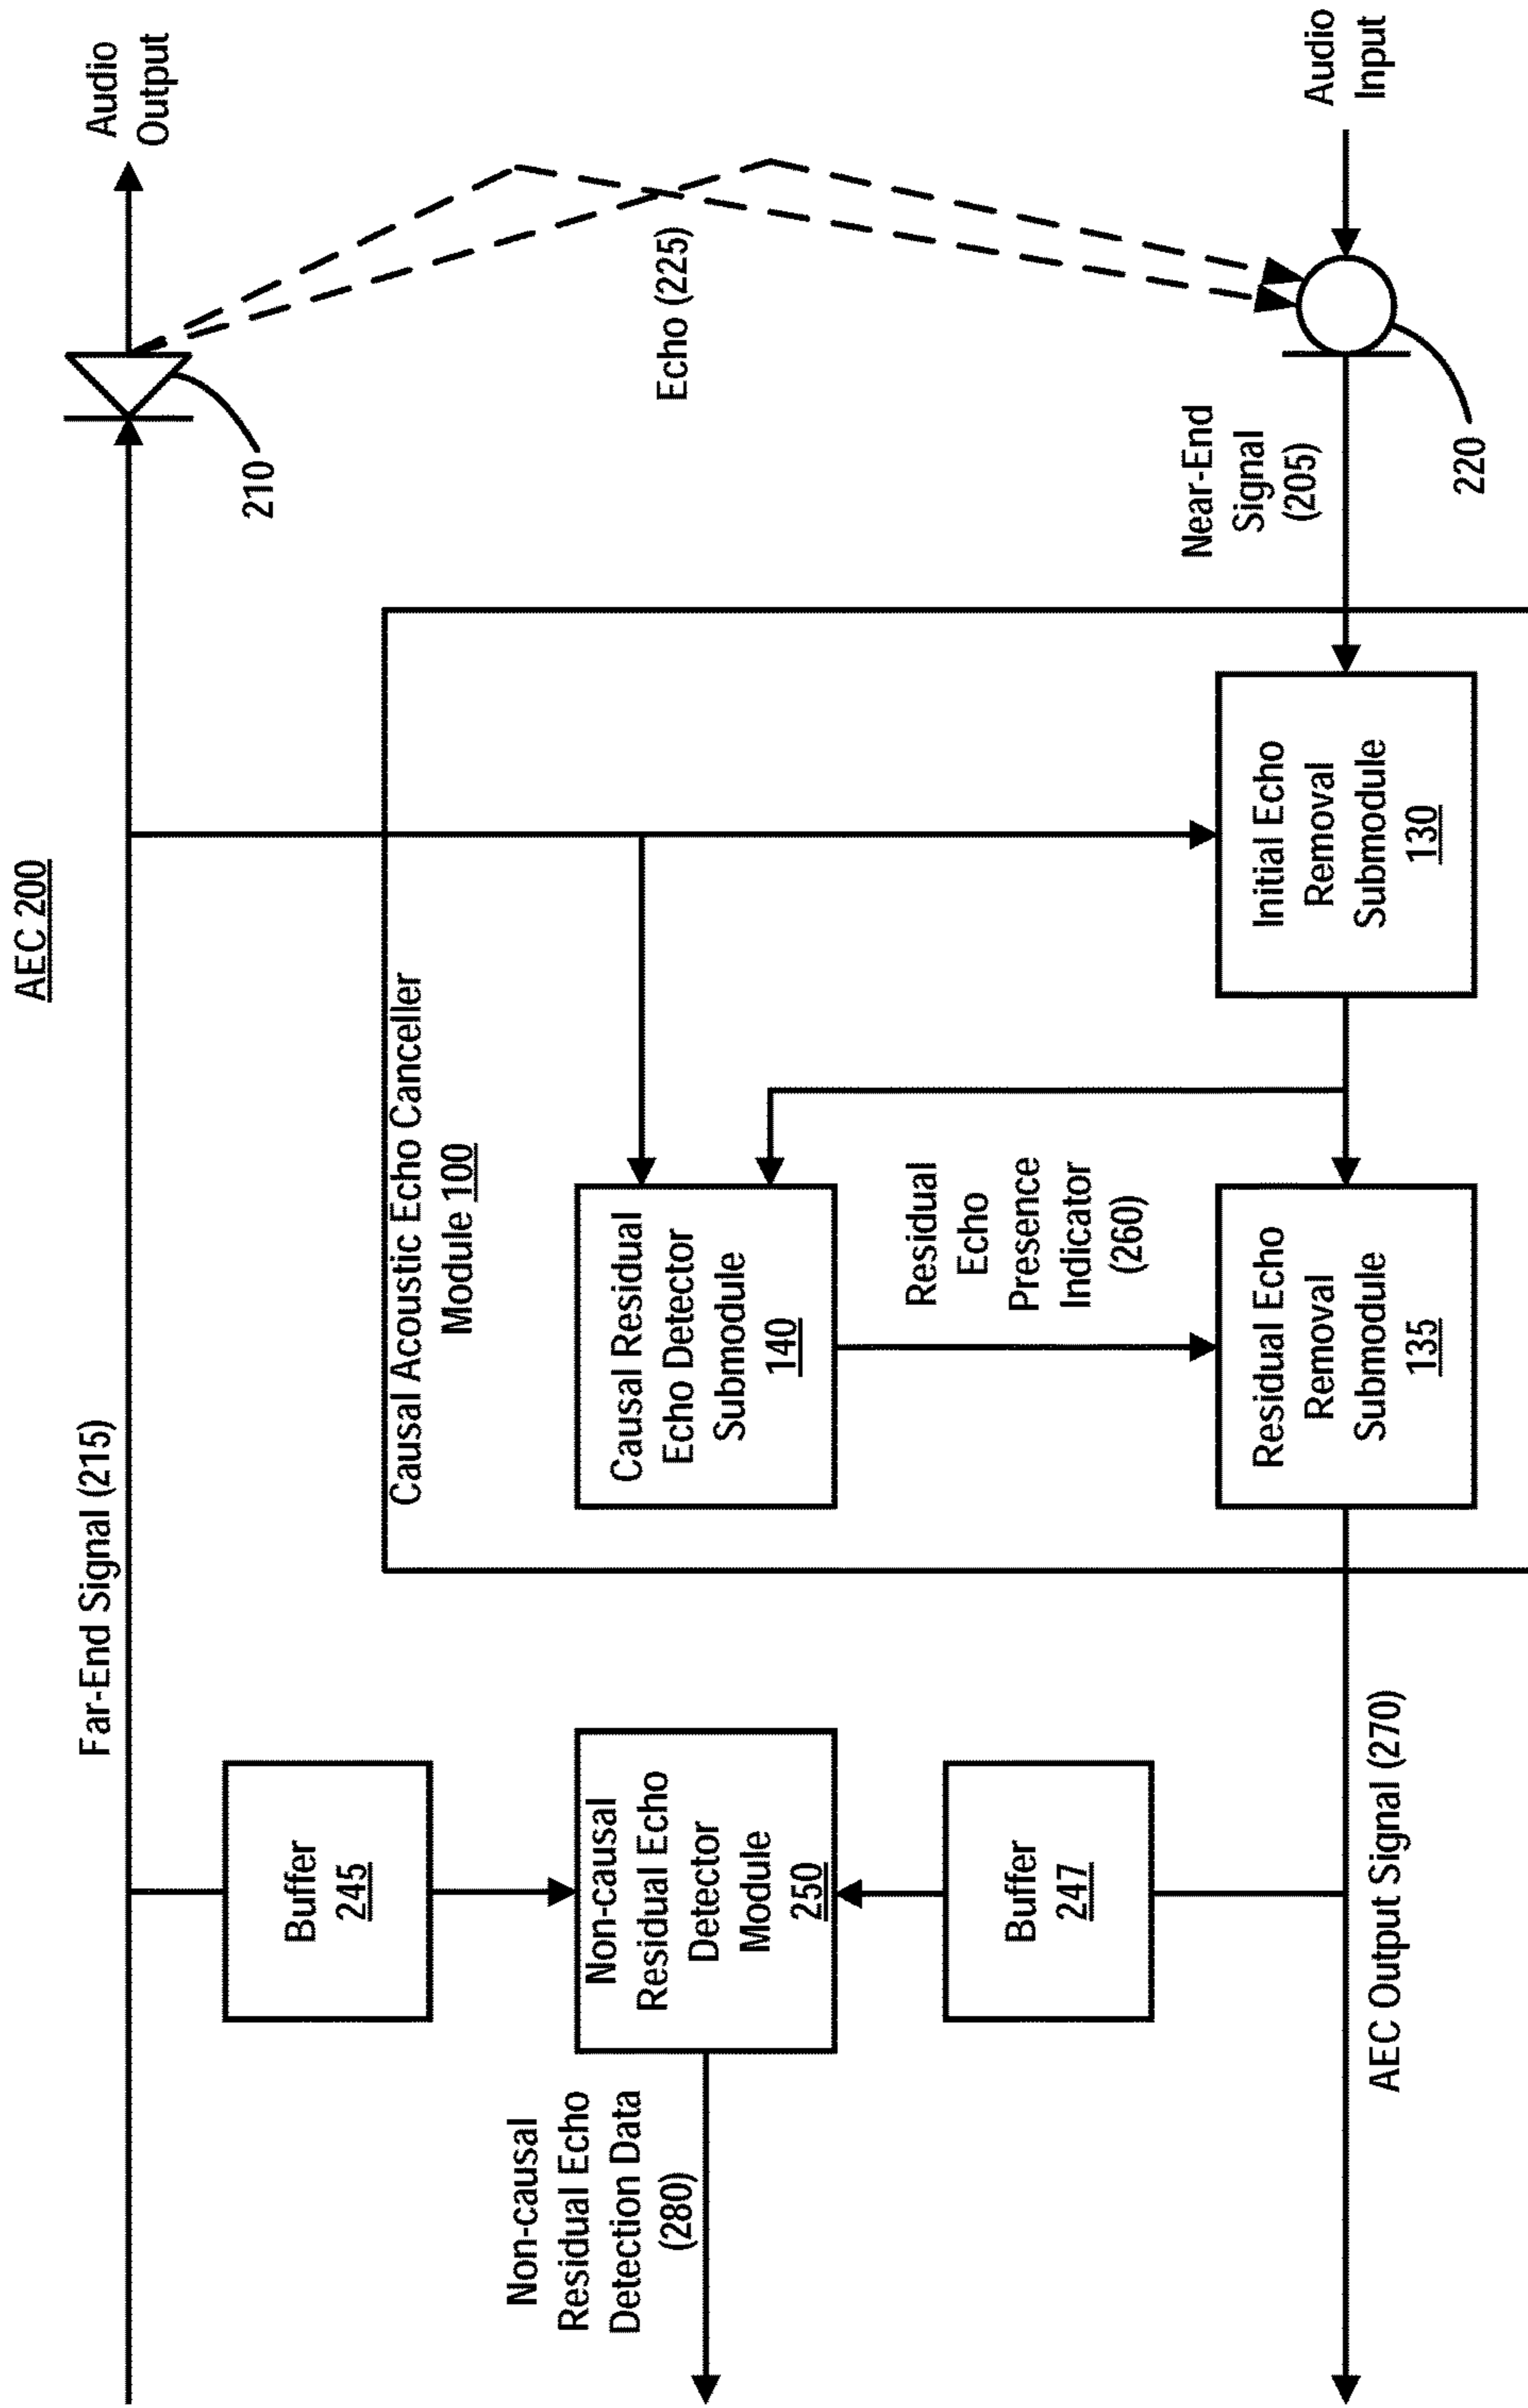 AEC 200
Far-End Signal (215)
Audio
Output
210
Buffer
245
Causal Acoustic Echo Canceller
Module 100
Echo (225)
Non-causal
Residual Echo
Detection Data
(280)
Non-causal
Residual Echo
Detector
Module
250
Causal Residual
Echo Detector
Submodule
140
Residual
Echo
Presence
Indicator
(260)
Buffer
247
Near-End
Signal
(205)
Audio
Input
Residual Echo
Removal
Submodule
135
Initial Echo
Removal
Submodule
130
AEC Output Signal (270)
220